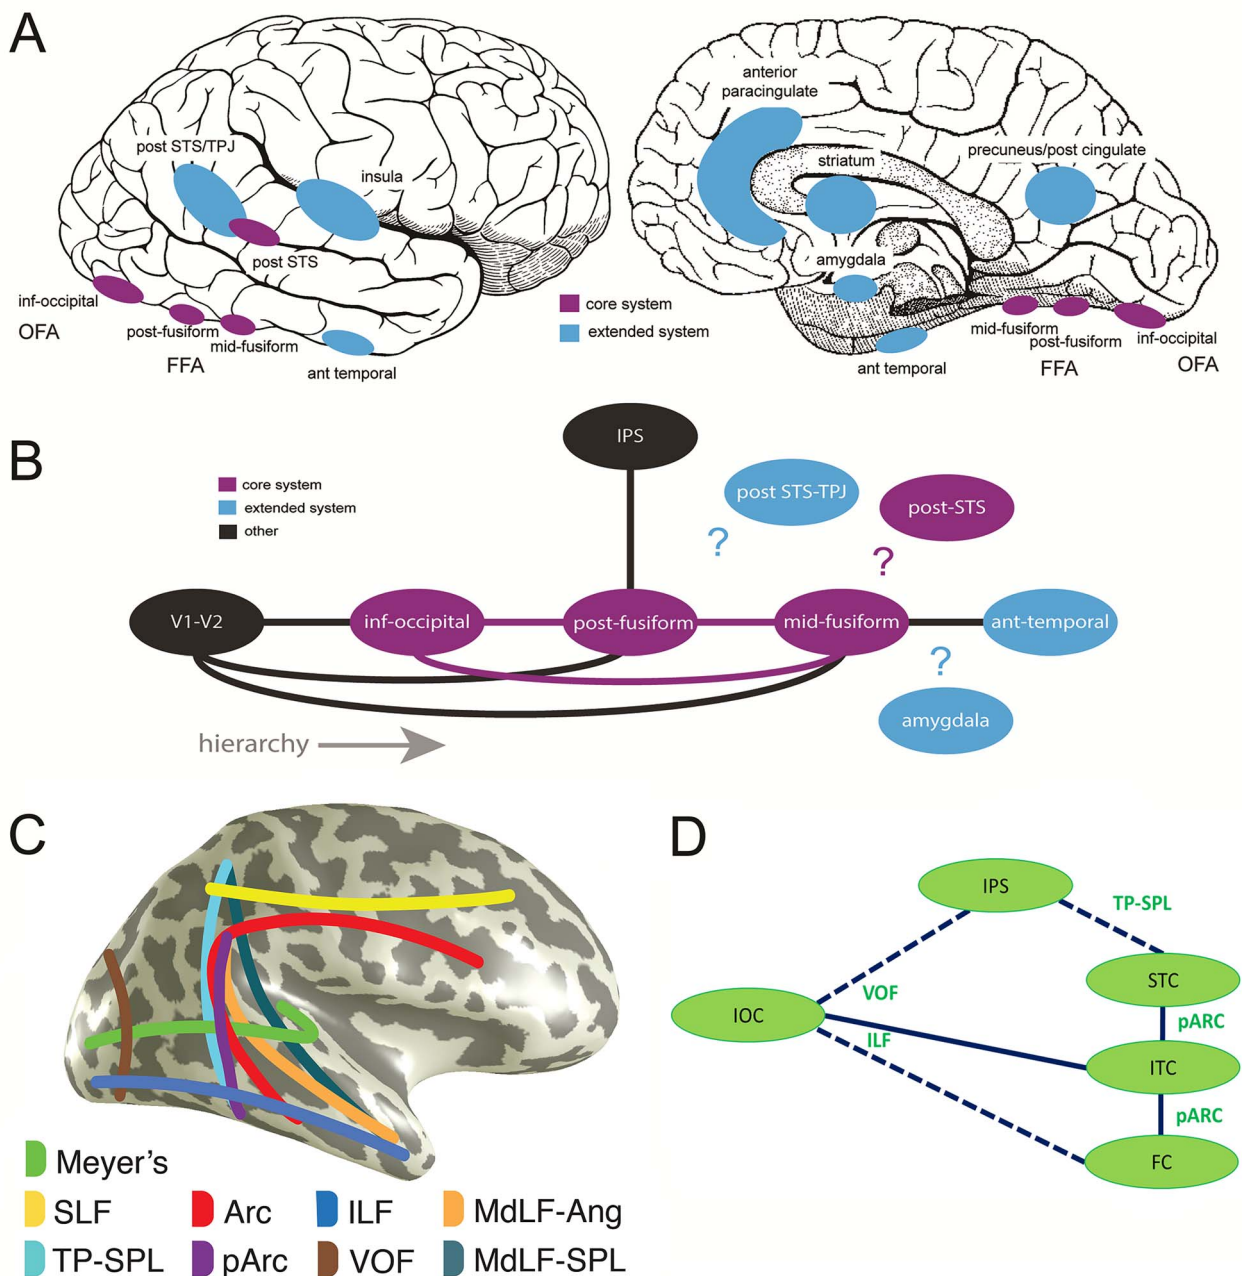 A
post STS/TPJ
insula
post STS
inf-occipital
OFA
post-fusiform
mid-fusiform
FFA
ant temporal
core system
extended system
anterior
paracingulate
striatum
precuneus/post cingulate
amygdala
mid-fusiform
post-fusiform
inf-occipital
ant temporal
FFA
OFA
B
core system
extended system
other
IPS
post STS-TPJ
post-STS
?
?
V1-V2
inf-occipital
post-fusiform
mid-fusiform
ant-temporal
?
amygdala
hierarchy
C
Meyer's
SLF
Arc
ILF
MdLF-Ang
TP-SPL
pArc
VOF
MdLF-SPL
D
IPS
TP-SPL
STC
VOF
IOC
pARC
ILF
ITC
pARC
FC